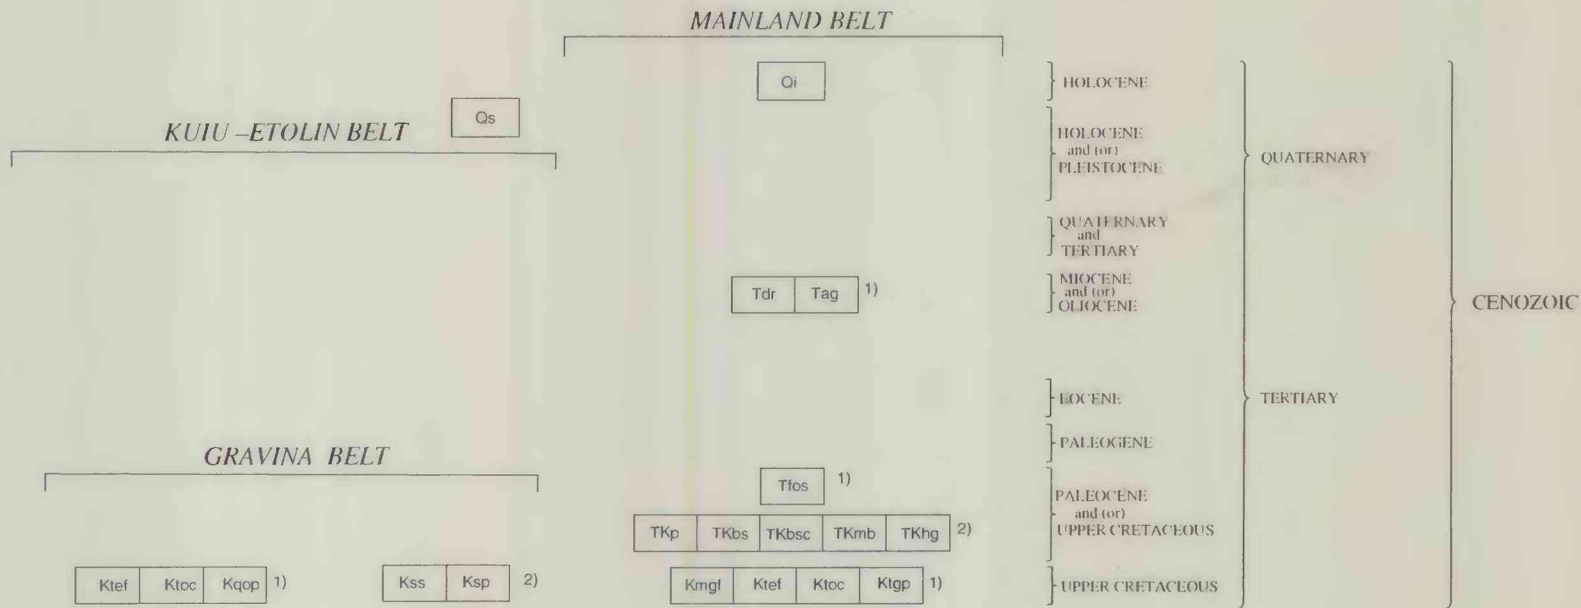 MAINLAND BELT
Qi
HOLOCENE
Qs
KUIU –ETOLIN BELT
HOLOCENE
and (or)
PLEISTOCENE
QUATERNARY
QUATERNARY
and
TERTIARY
Tdr Tag 1)
MIOCENE
and (or)
OLIOCENE
CENOZOIC
EOCENE
TERTIARY
PALEOGENE
GRAVINA BELT
Tfos 1)
PALEOCENE
and (or)
UPPER CRETACEOUS
TKp TKbs TKbsc TKmb TKhg 2)
Ktef Ktoc Kqop 1) Kss Ksp 2) Kmgf Ktef Ktoc Ktgp 1)
UPPER CRETACEOUS